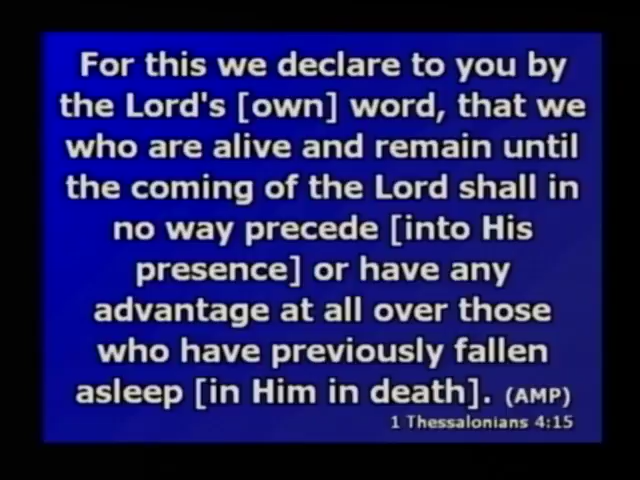 For this we declare to you by
the Lord's [own] word, that we
who are alive and remain until
the coming of the Lord shall in
no way precede [into His
presence] or have any
advantage at all over those
who have previously fallen
asleep [in Him in death]. (AMP)
1 Thessalonians 4:15